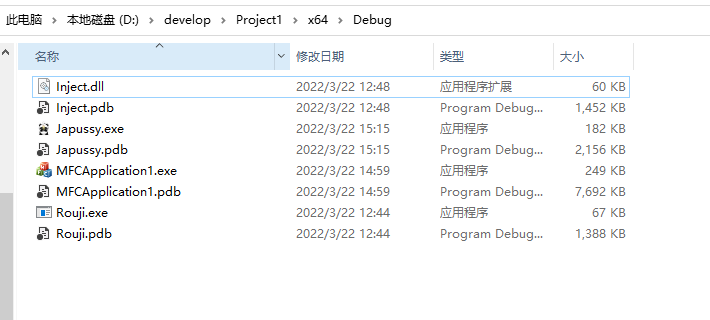 此电脑 > 本地磁盘 (D:) > develop > Project1 > x64 > Debug
名称 修改日期 类型 大小
Inject.dll 2022/3/22 12:48 应用程序扩展 60 KB
Inject.pdb 2022/3/22 12:48 Program Debug... 1,452 KB
Japussy.exe 2022/3/22 15:15 应用程序 182 KB
Japussy.pdb 2022/3/22 15:15 Program Debug... 2,156 KB
MFCApplication1.exe 2022/3/22 14:59 应用程序 249 KB
MFCApplication1.pdb 2022/3/22 14:59 Program Debug... 7,692 KB
Rouji.exe 2022/3/22 12:44 应用程序 67 KB
Rouji.pdb 2022/3/22 12:44 Program Debug... 1,388 KB